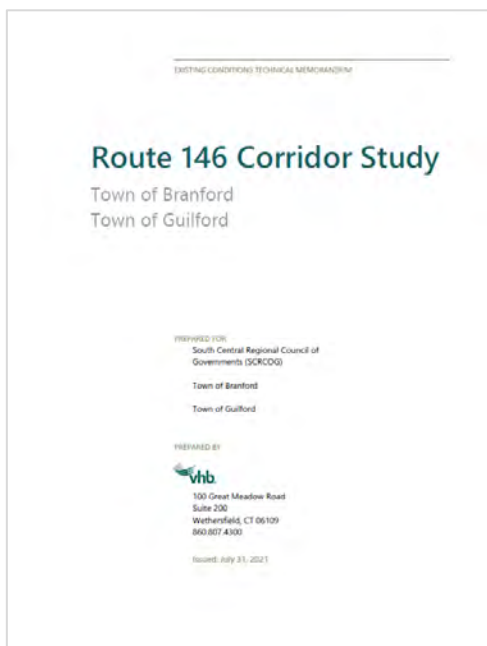 EXISTING CONDITIONS TECHNICAL MEMORANDUM
Route 146 Corridor Study
Town of Branford
Town of Guilford
PREPARED FOR
South Central Regional Council of
Governments (SCRCOG)
Town of Branford
Town of Guilford
PREPARED BY
vhb
100 Great Meadow Road
Suite 200
Wethersfield, CT 06109
860.807.4300
Issued: July 31, 2021